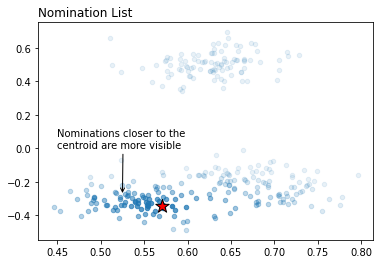 Nomination List
0.6
0.4
0.2
0.0
−0.2
−0.4
Nominations closer to the
centroid are more visible
0.45 0.50 0.55 0.60 0.65 0.70 0.75 0.80